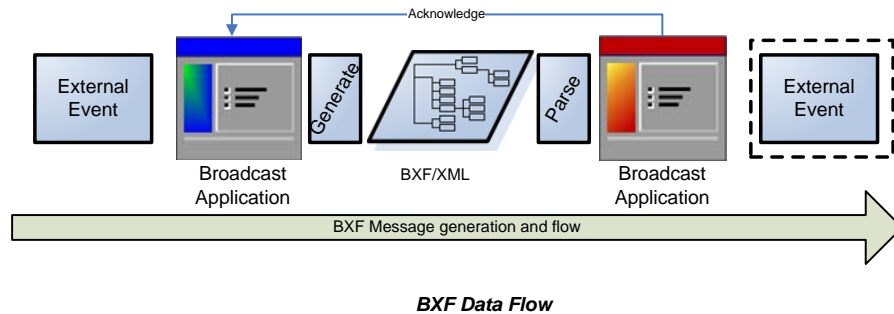 Acknowledge
External
Event
Generate
Parse
External
Event
Broadcast
Application
BXF/XML
Broadcast
Application
BXF Message generation and flow
BXF Data Flow